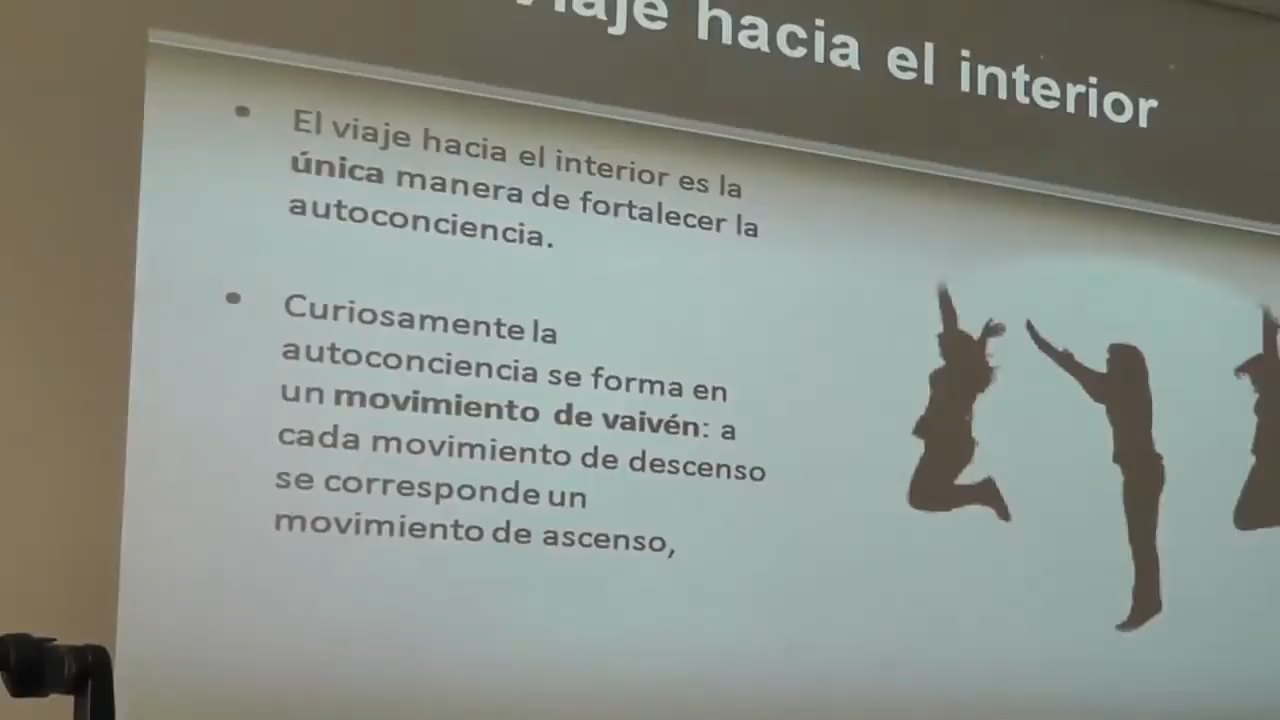 viaje hacia el interior
• El viaje hacia el interior es la
única manera de fortalecer la
autoconciencia.
• Curiosamente la
autoconciencia se forma en
un movimiento de vaivén: a
cada movimiento de descenso
se corresponde un
movimiento de ascenso,